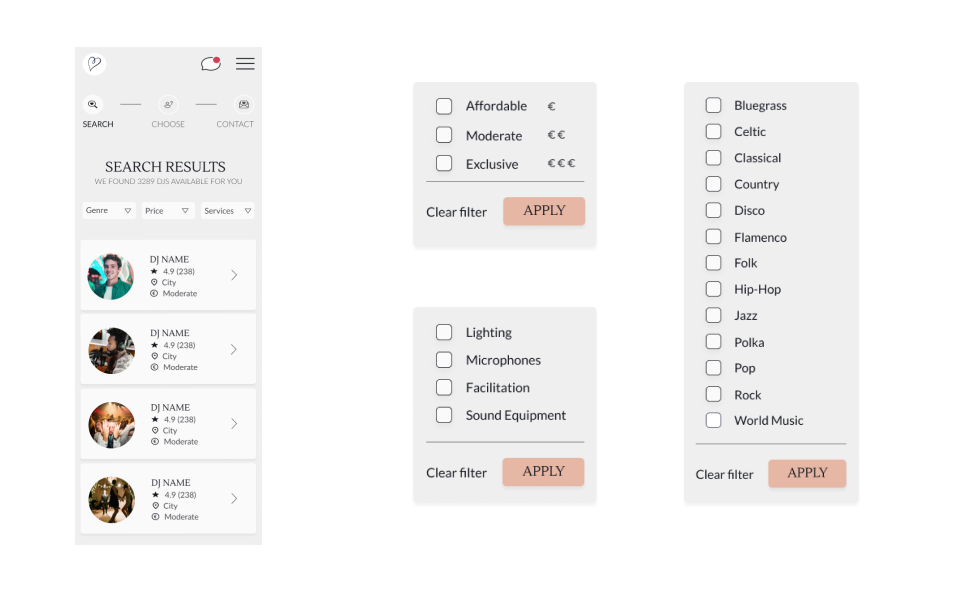 SEARCH CHOOSE CONTACT
SEARCH RESULTS
WE FOUND 3289 DJS AVAILABLE FOR YOU
Genre Price Services
DJ NAME
4.9 (238)
City
Moderate
DJ NAME
4.9 (238)
City
Moderate
DJ NAME
4.9 (238)
City
Moderate
DJ NAME
4.9 (238)
City
Moderate
Affordable €
Moderate €€
Exclusive €€€
Clear filter APPLY
Lighting
Microphones
Facilitation
Sound Equipment
Clear filter APPLY
Bluegrass
Celtic
Classical
Country
Disco
Flamenco
Folk
Hip-Hop
Jazz
Polka
Pop
Rock
World Music
Clear filter APPLY